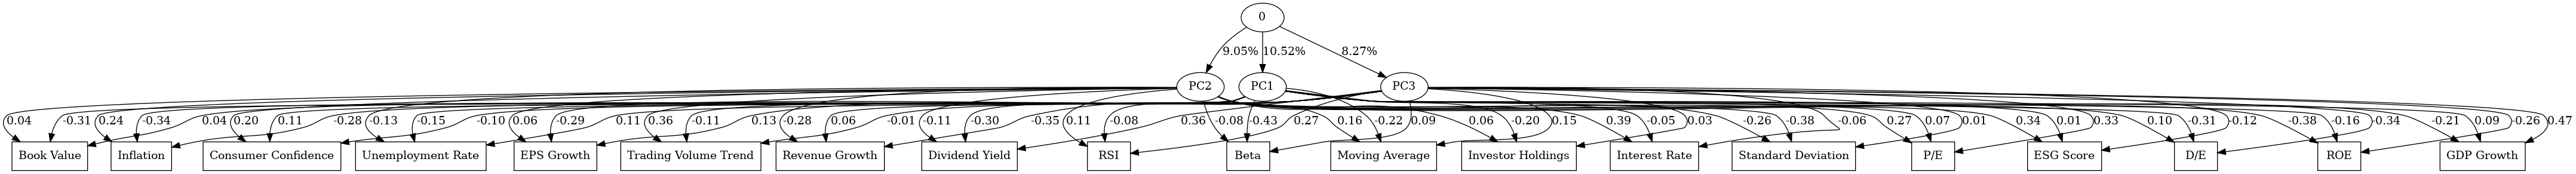 0
9.05%
10.52%
8.27%
PC2
PC1
PC3
0.04
-0.31
0.24
-0.34
0.04
0.20
0.11
-0.28
-0.13
-0.15
-0.10
0.06
-0.29
0.11
0.36
-0.11
0.13
-0.28
0.06
-0.01
-0.11
-0.30
-0.35
0.11
-0.08
0.36
-0.08
-0.43
0.27
0.16
-0.22
0.09
0.06
-0.20
0.15
0.39
-0.05
0.03
-0.26
-0.38
-0.06
0.27
0.07
0.01
0.34
0.01
0.33
0.10
-0.31
-0.12
-0.38
-0.16
-0.34
-0.21
0.09
-0.26
0.47
Book Value
Inflation
Consumer Confidence
Unemployment Rate
EPS Growth
Trading Volume Trend
Revenue Growth
Dividend Yield
RSI
Beta
Moving Average
Investor Holdings
Interest Rate
Standard Deviation
P/E
ESG Score
D/E
ROE
GDP Growth